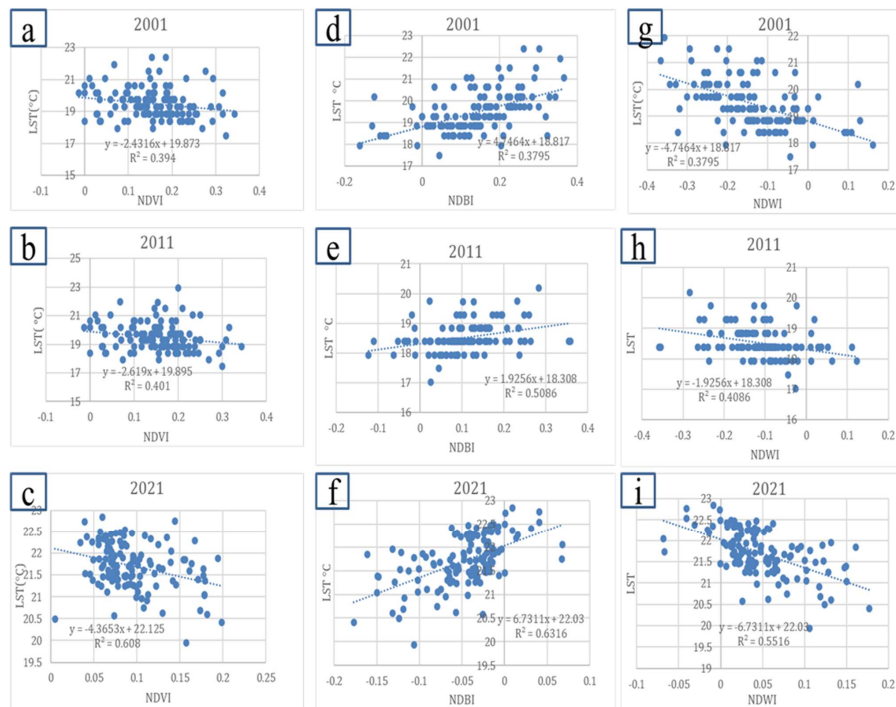 a
2001
23
21
19
17
15
LST(°C)
y = -2.4316x + 19.873
R² = 0.394
-0.1 0 0.1 0.2 0.3 0.4
NDVI
d
2001
23
22
21
20
19
18
17
LST °C
y = 4.7464x + 18.817
R² = 0.3795
-0.2 0 0.2 0.4
NDBI
g
2001
22
21
20
19
18
17
LST(°C)
y = -4.7464x + 18.817
R² = 0.3795
-0.4 -0.3 -0.2 -0.1 0 0.1 0.2
NDWI
b
2011
25
23
21
19
17
15
LST( °C)
y = -2.619x + 19.895
R² = 0.401
-0.1 0 0.1 0.2 0.3 0.4
NDVI
e
2011
21
20
19
18
17
16
LST °C
y = 1.9256x + 18.308
R² = 0.5086
-0.2 -0.1 0 0.1 0.2 0.3 0.4
NDBI
h
2011
21
20
19
18
17
16
LST
y = -1.9256x + 18.308
R² = 0.4086
-0.4 -0.3 -0.2 -0.1 0 0.1 0.2
NDWI
c
2021
23
22.5
22
21.5
21
20.5
20
19.5
LST(°C)
y = -4.3653x + 22.125
R² = 0.608
0 0.05 0.1 0.15 0.2 0.25
NDVI
f
2021
23
22.5
22
21.5
21
20.5
20
19.5
LST °C
y = 6.7311x + 22.03
R² = 0.6316
-0.2 -0.15 -0.1 -0.05 0 0.05 0.1
NDBI
i
2021
23
22.5
22
21.5
21
20.5
20
19
LST
y = -6.7311x + 22.03
R² = 0.5516
-0.1 -0.05 0 0.05 0.1 0.15 0.2
NDWI